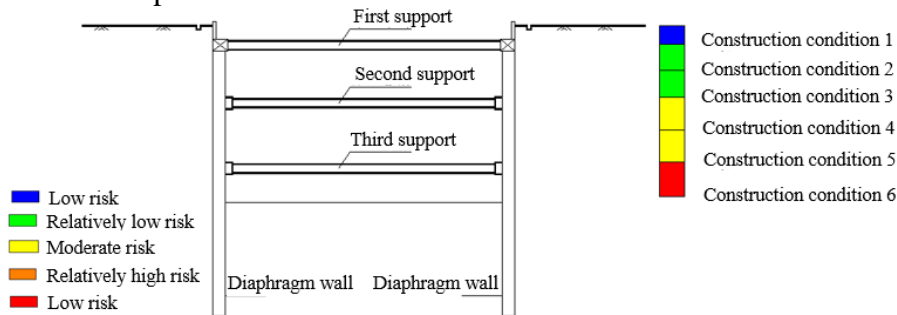 First support
Second support
Third support
Diaphragm wall
Diaphragm wall
Low risk
Relatively low risk
Moderate risk
Relatively high risk
Low risk
Construction condition 1
Construction condition 2
Construction condition 3
Construction condition 4
Construction condition 5
Construction condition 6